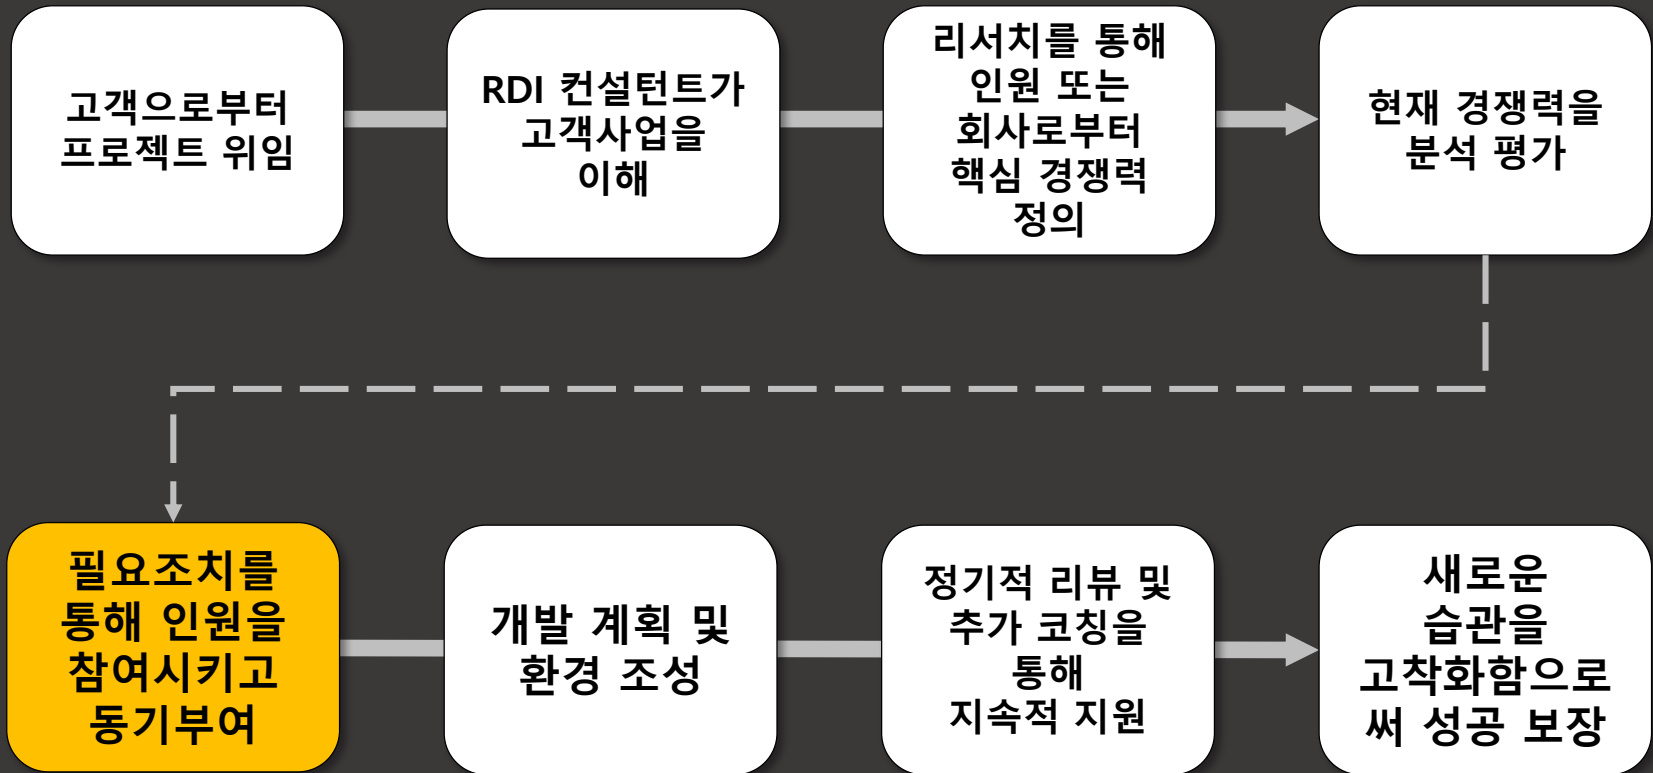 고객으로부터
프로젝트 위임
RDI 컨설턴트가
고객사업을
이해
리서치를 통해
인원 또는
회사로부터
핵심 경쟁력
정의
현재 경쟁력을
분석 평가
필요조치를
통해 인원을
참여시키고
동기부여
개발 계획 및
환경 조성
정기적 리뷰 및
추가 코칭을
통해
지속적 지원
새로운
습관을
고착화함으로
써 성공 보장